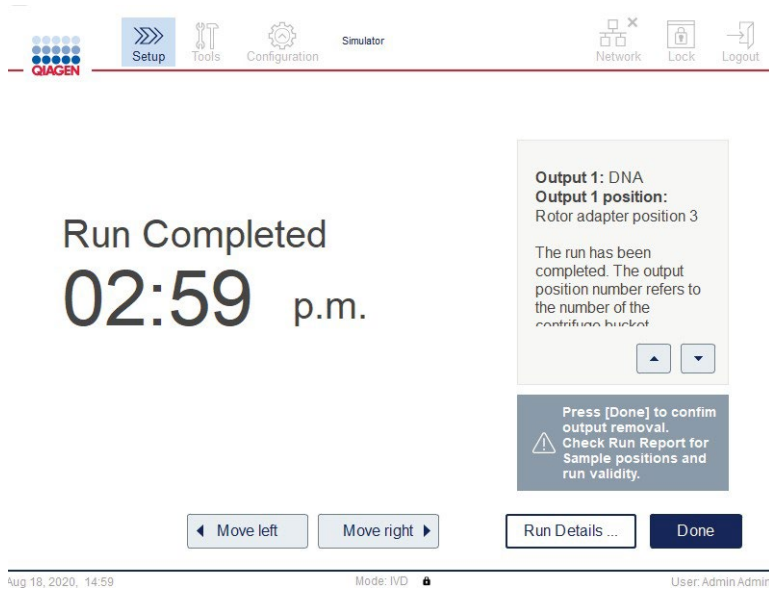 QIAGEN
Setup
Tools
Configuration
Simulator
Network
Lock
Logout
Run Completed
02:59 p.m.
Output 1: DNA
Output 1 position:
Rotor adapter position 3
The run has been
completed. The output
position number refers to
the number of the
centrifuge bucket
Press [Done] to confim
output removal.
Check Run Report for
Sample positions and
run validity.
Move left
Move right
Run Details ...
Done
Aug 18, 2020, 14:59
Mode: IVD
User: Admin Admin